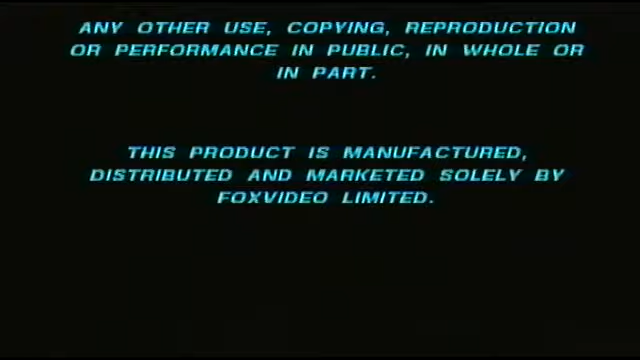 ANY OTHER USE, COPYING, REPRODUCTION
OR PERFORMANCE IN PUBLIC, IN WHOLE OR
IN PART.
THIS PRODUCT IS MANUFACTURED,
DISTRIBUTED AND MARKETED SOLELY BY
FOXVIDEO LIMITED.